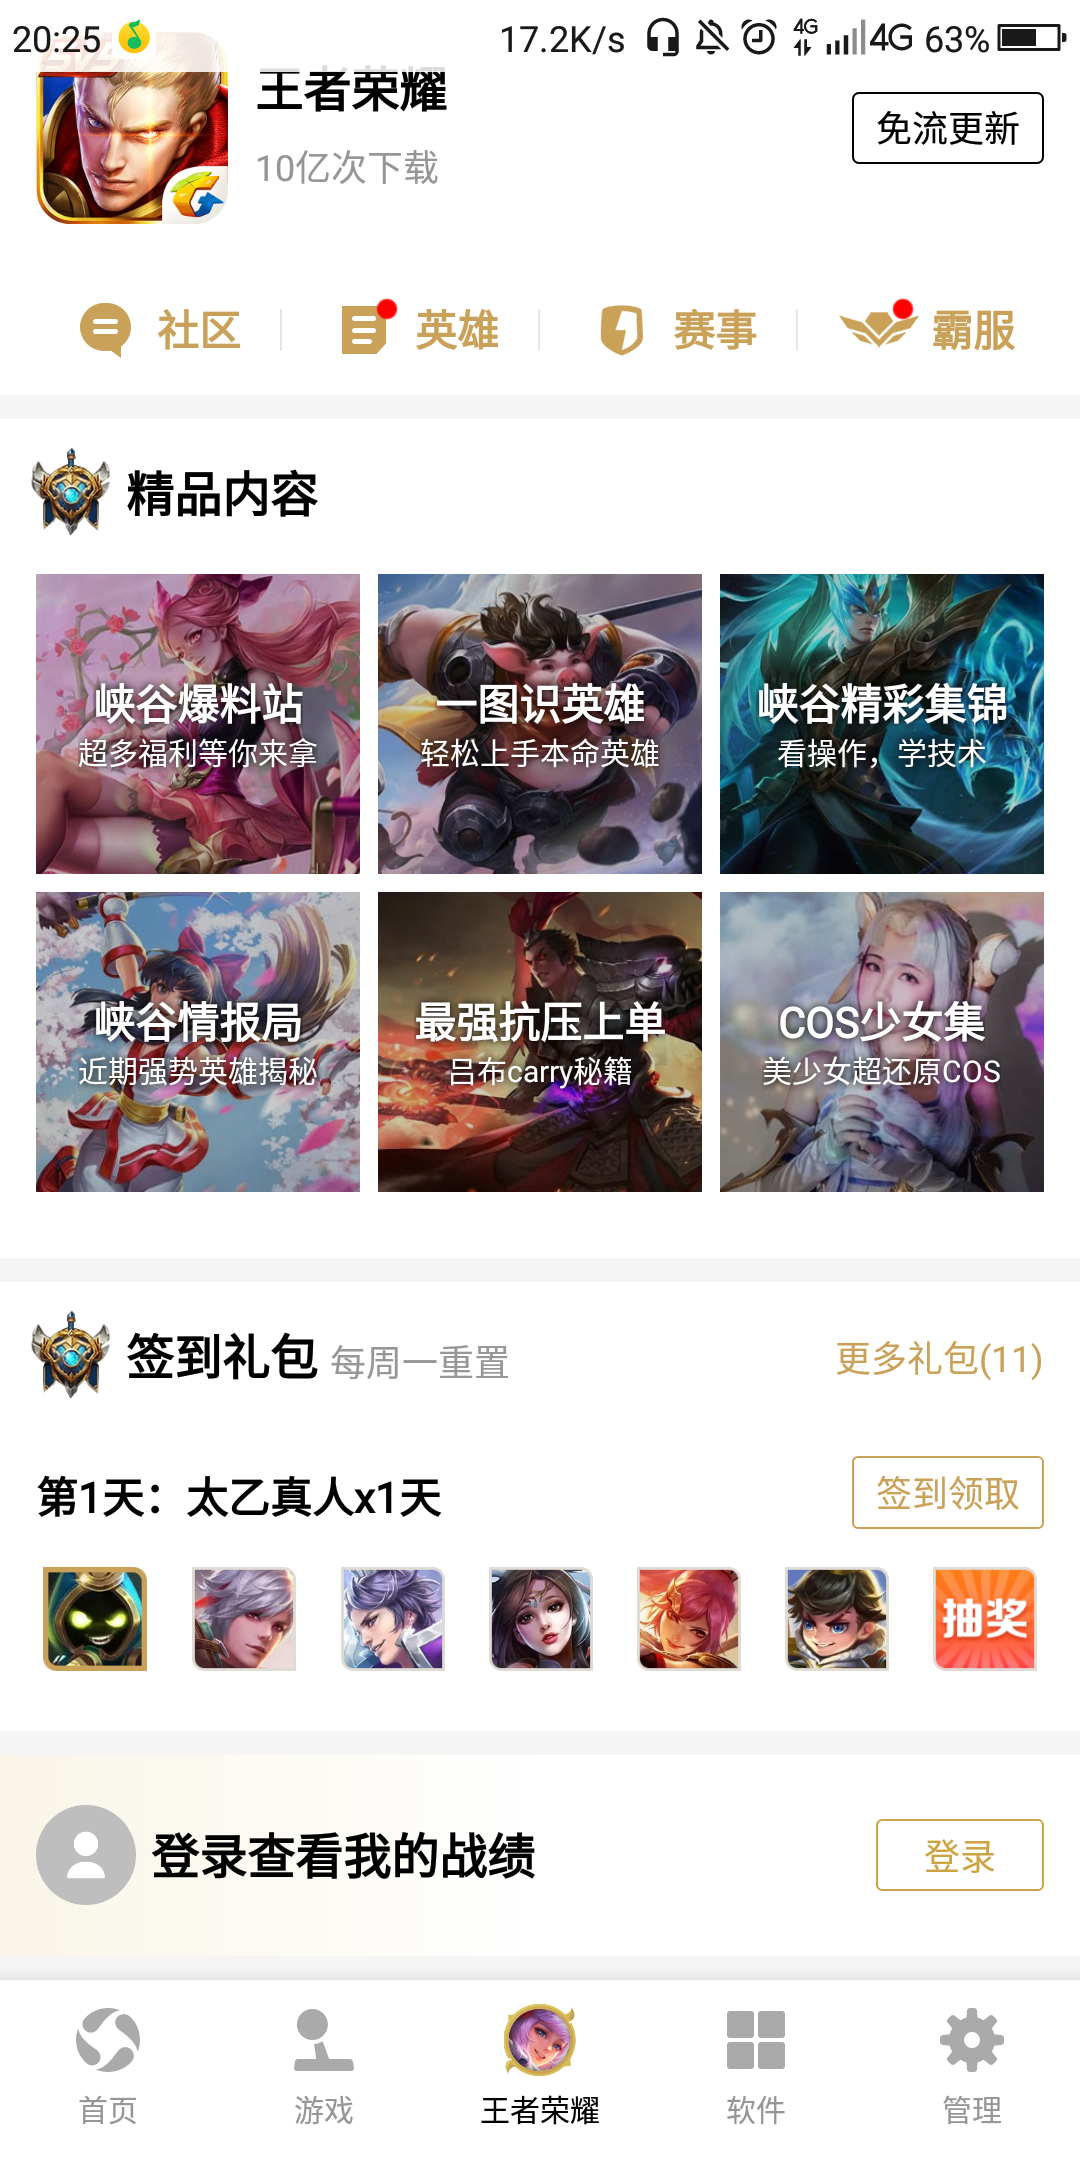 20:25 17.2K/s 4G 4G 63%
王者荣耀
10亿次下载
免流更新
社区 英雄 赛事 霸服
精品内容
峡谷爆料站
超多福利等你来拿
一图识英雄
轻松上手本命英雄
峡谷精彩集锦
看操作，学技术
峡谷情报局
近期强势英雄揭秘
最强抗压上单
吕布carry秘籍
COS少女集
美少女超还原COS
签到礼包 每周一重置 更多礼包(11)
第1天：太乙真人x1天 签到领取
抽奖
登录查看我的战绩 登录
首页 游戏 王者荣耀 软件 管理